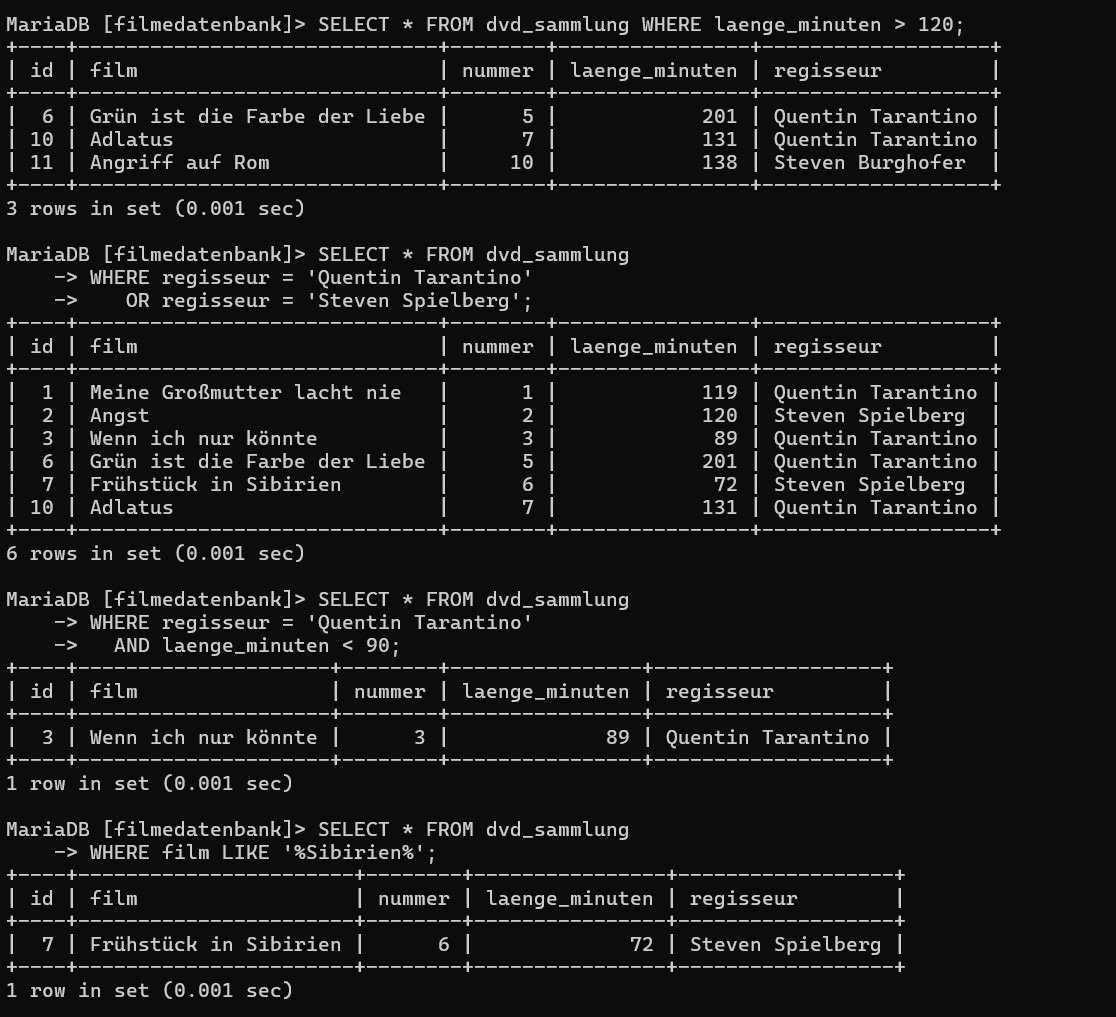 MariaDB [filmedatenbank]> SELECT * FROM dvd_sammlung WHERE laenge_minuten > 120;
+----+------------------------------+--------+----------------+-------------------+
| id | film                         | nummer | laenge_minuten | regisseur         |
+----+------------------------------+--------+----------------+-------------------+
|  6 | Grün ist die Farbe der Liebe |      5 |            201 | Quentin Tarantino |
| 10 | Adlatus                      |      7 |            131 | Quentin Tarantino |
| 11 | Angriff auf Rom              |     10 |            138 | Steven Burghofer  |
+----+------------------------------+--------+----------------+-------------------+
3 rows in set (0.001 sec)

MariaDB [filmedatenbank]> SELECT * FROM dvd_sammlung
    -> WHERE regisseur = 'Quentin Tarantino'
    ->    OR regisseur = 'Steven Spielberg';
+----+------------------------------+--------+----------------+-------------------+
| id | film                         | nummer | laenge_minuten | regisseur         |
+----+------------------------------+--------+----------------+-------------------+
|  1 | Meine Großmutter lacht nie   |      1 |            119 | Quentin Tarantino |
|  2 | Angst                        |      2 |            120 | Steven Spielberg  |
|  3 | Wenn ich nur könnte          |      3 |             89 | Quentin Tarantino |
|  6 | Grün ist die Farbe der Liebe |      5 |            201 | Quentin Tarantino |
|  7 | Frühstück in Sibirien        |      6 |             72 | Steven Spielberg  |
| 10 | Adlatus                      |      7 |            131 | Quentin Tarantino |
+----+------------------------------+--------+----------------+-------------------+
6 rows in set (0.001 sec)

MariaDB [filmedatenbank]> SELECT * FROM dvd_sammlung
    -> WHERE regisseur = 'Quentin Tarantino'
    ->   AND laenge_minuten < 90;
+----+---------------------+--------+----------------+-------------------+
| id | film                | nummer | laenge_minuten | regisseur         |
+----+---------------------+--------+----------------+-------------------+
|  3 | Wenn ich nur könnte |      3 |             89 | Quentin Tarantino |
+----+---------------------+--------+----------------+-------------------+
1 row in set (0.001 sec)

MariaDB [filmedatenbank]> SELECT * FROM dvd_sammlung
    -> WHERE film LIKE '%Sibirien%';
+----+-----------------------+--------+----------------+------------------+
| id | film                  | nummer | laenge_minuten | regisseur        |
+----+-----------------------+--------+----------------+------------------+
|  7 | Frühstück in Sibirien |      6 |             72 | Steven Spielberg |
+----+-----------------------+--------+----------------+------------------+
1 row in set (0.001 sec)